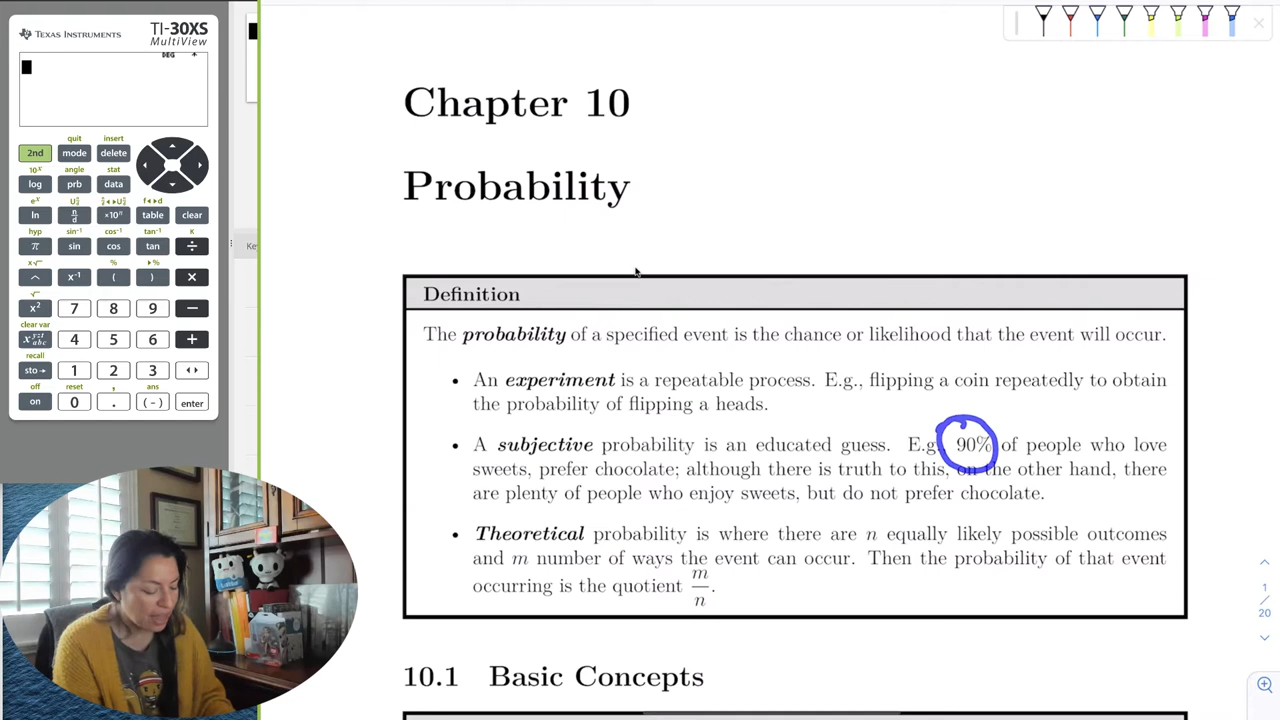 TEXAS INSTRUMENTS
TI-30XS
MultiView
DEG
quit insert
2nd mode delete
10ˣ angle stat
log prb data
eˣ f◂▸d
ln n/d ×10ⁿ table clear
hyp sin⁻¹ cos⁻¹ tan⁻¹ K
π sin cos tan ÷
% ▸%
^ x⁻¹ ( ) ×
√
x² 7 8 9 −
clear var
4 5 6 +
recall
sto→ 1 2 3
off reset , ans
on 0 . (-) enter
Ke
Chapter 10
Probability
Definition
The probability of a specified event is the chance or likelihood that the event will occur.
• An experiment is a repeatable process. E.g., flipping a coin repeatedly to obtain
the probability of flipping a heads.
• A subjective probability is an educated guess. E.g., 90% of people who love
sweets, prefer chocolate; although there is truth to this, on the other hand, there
are plenty of people who enjoy sweets, but do not prefer chocolate.
• Theoretical probability is where there are n equally likely possible outcomes
and m number of ways the event can occur. Then the probability of that event
occurring is the quotient m/n.
10.1 Basic Concepts
1
/
20